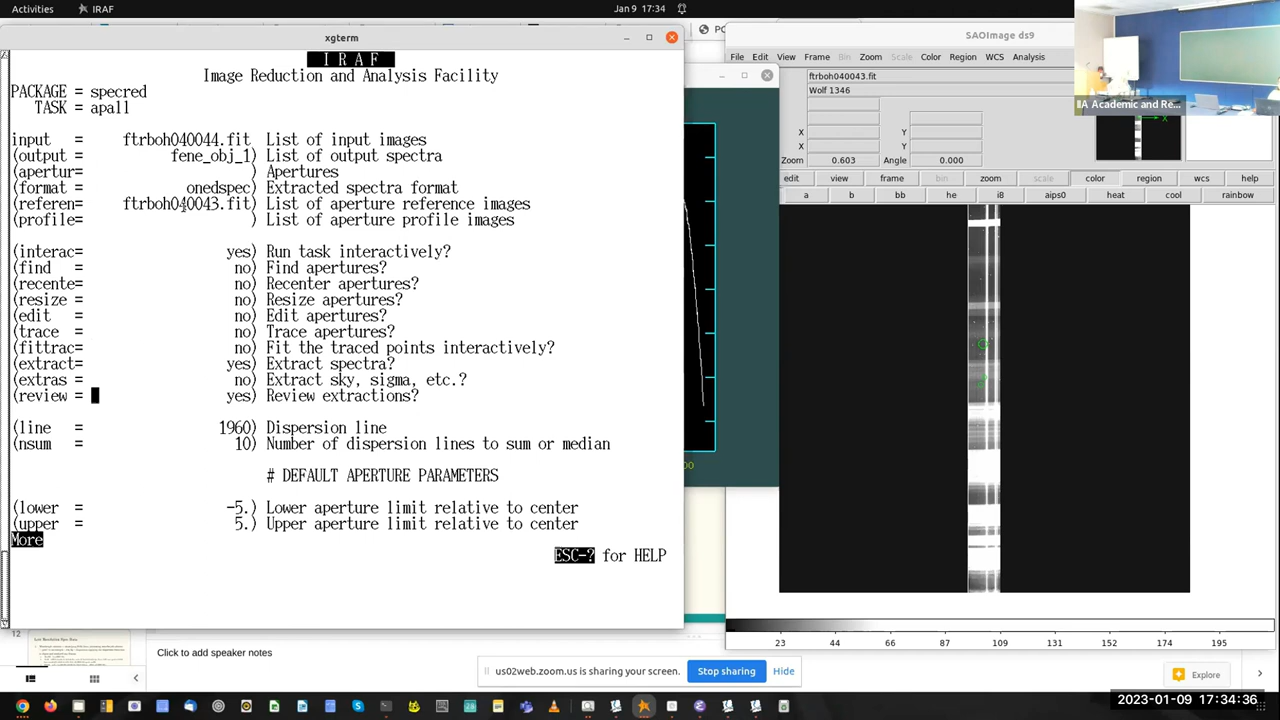 Activities
IRAF
Jan 9 17:34
xgterm
I R A F
Image Reduction and Analysis Facility
PACKAGE = specred
TASK = apall
input = ftrboh040044.fit List of input images
(output = fene_obj_1) List of output spectra
(apertur= ) Apertures
(format = onedspec) Extracted spectra format
(referen= ftrboh040043.fit) List of aperture reference images
(profile= ) List of aperture profile images
(interac= yes) Run task interactively?
(find = no) Find apertures?
(recente= no) Recenter apertures?
(resize = no) Resize apertures?
(edit = no) Edit apertures?
(trace = no) Trace apertures?
(fittrac= no) Fit the traced points interactively?
(extract= yes) Extract spectra?
(extras = no) Extract sky, sigma, etc.?
(review = yes) Review extractions?
(line = 1960) Dispersion line
(nsum = 10) Number of dispersion lines to sum or median
# DEFAULT APERTURE PARAMETERS
(lower = -5.) Lower aperture limit relative to center
(upper = 5.) Upper aperture limit relative to center
More
ESC-? for HELP
PC
00
SAOImage ds9
File Edit View Frame Bin Zoom Scale Color Region WCS Analysis
ftrboh040043.fit
Wolf 1346
X Y
X Y
Zoom 0.603 Angle 0.000
X
edit view frame bin zoom scale color region wcs help
a b bb he i8 aips0 heat cool rainbow
23 44 66 87 109 131 152 174 195
IIA Academic and Re...
12
Click to add speaker notes
us02web.zoom.us is sharing your screen. Stop sharing Hide
Explore
2023-01-09 17:34:36